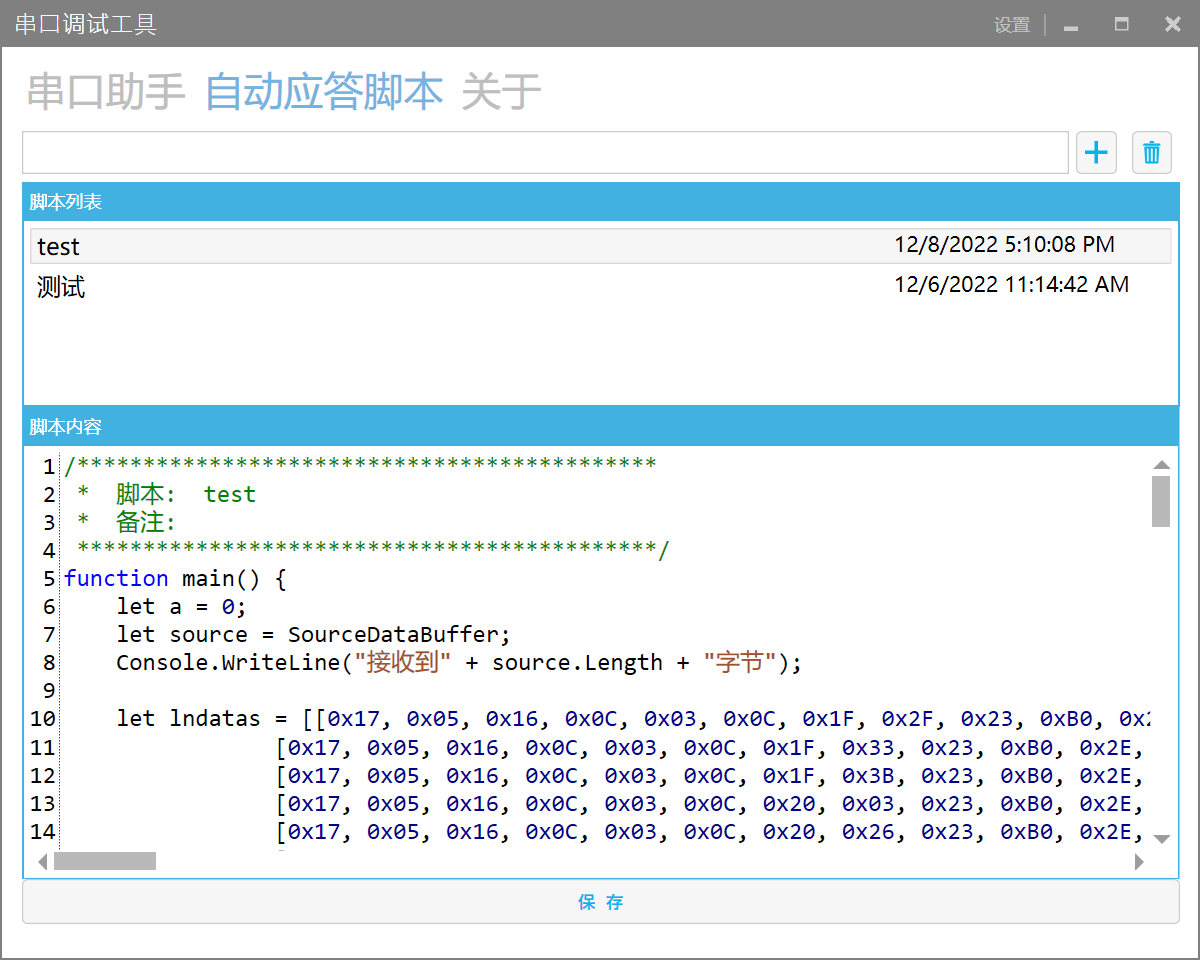 串口调试工具 设置
串口助手 自动应答脚本 关于
脚本列表
test 12/8/2022 5:10:08 PM
测试 12/6/2022 11:14:42 AM
脚本内容
1 /********************************************
2  *  脚本:  test
3  *  备注:
4  ********************************************/
5 function main() {
6     let a = 0;
7     let source = SourceDataBuffer;
8     Console.WriteLine("接收到" + source.Length + "字节");
9
10     let lndatas = [[0x17, 0x05, 0x16, 0x0C, 0x03, 0x0C, 0x1F, 0x2F, 0x23, 0xB0, 0x2
11                 [0x17, 0x05, 0x16, 0x0C, 0x03, 0x0C, 0x1F, 0x33, 0x23, 0xB0, 0x2E,
12                 [0x17, 0x05, 0x16, 0x0C, 0x03, 0x0C, 0x1F, 0x3B, 0x23, 0xB0, 0x2E,
13                 [0x17, 0x05, 0x16, 0x0C, 0x03, 0x0C, 0x20, 0x03, 0x23, 0xB0, 0x2E,
14                 [0x17, 0x05, 0x16, 0x0C, 0x03, 0x0C, 0x20, 0x26, 0x23, 0xB0, 0x2E,
保 存